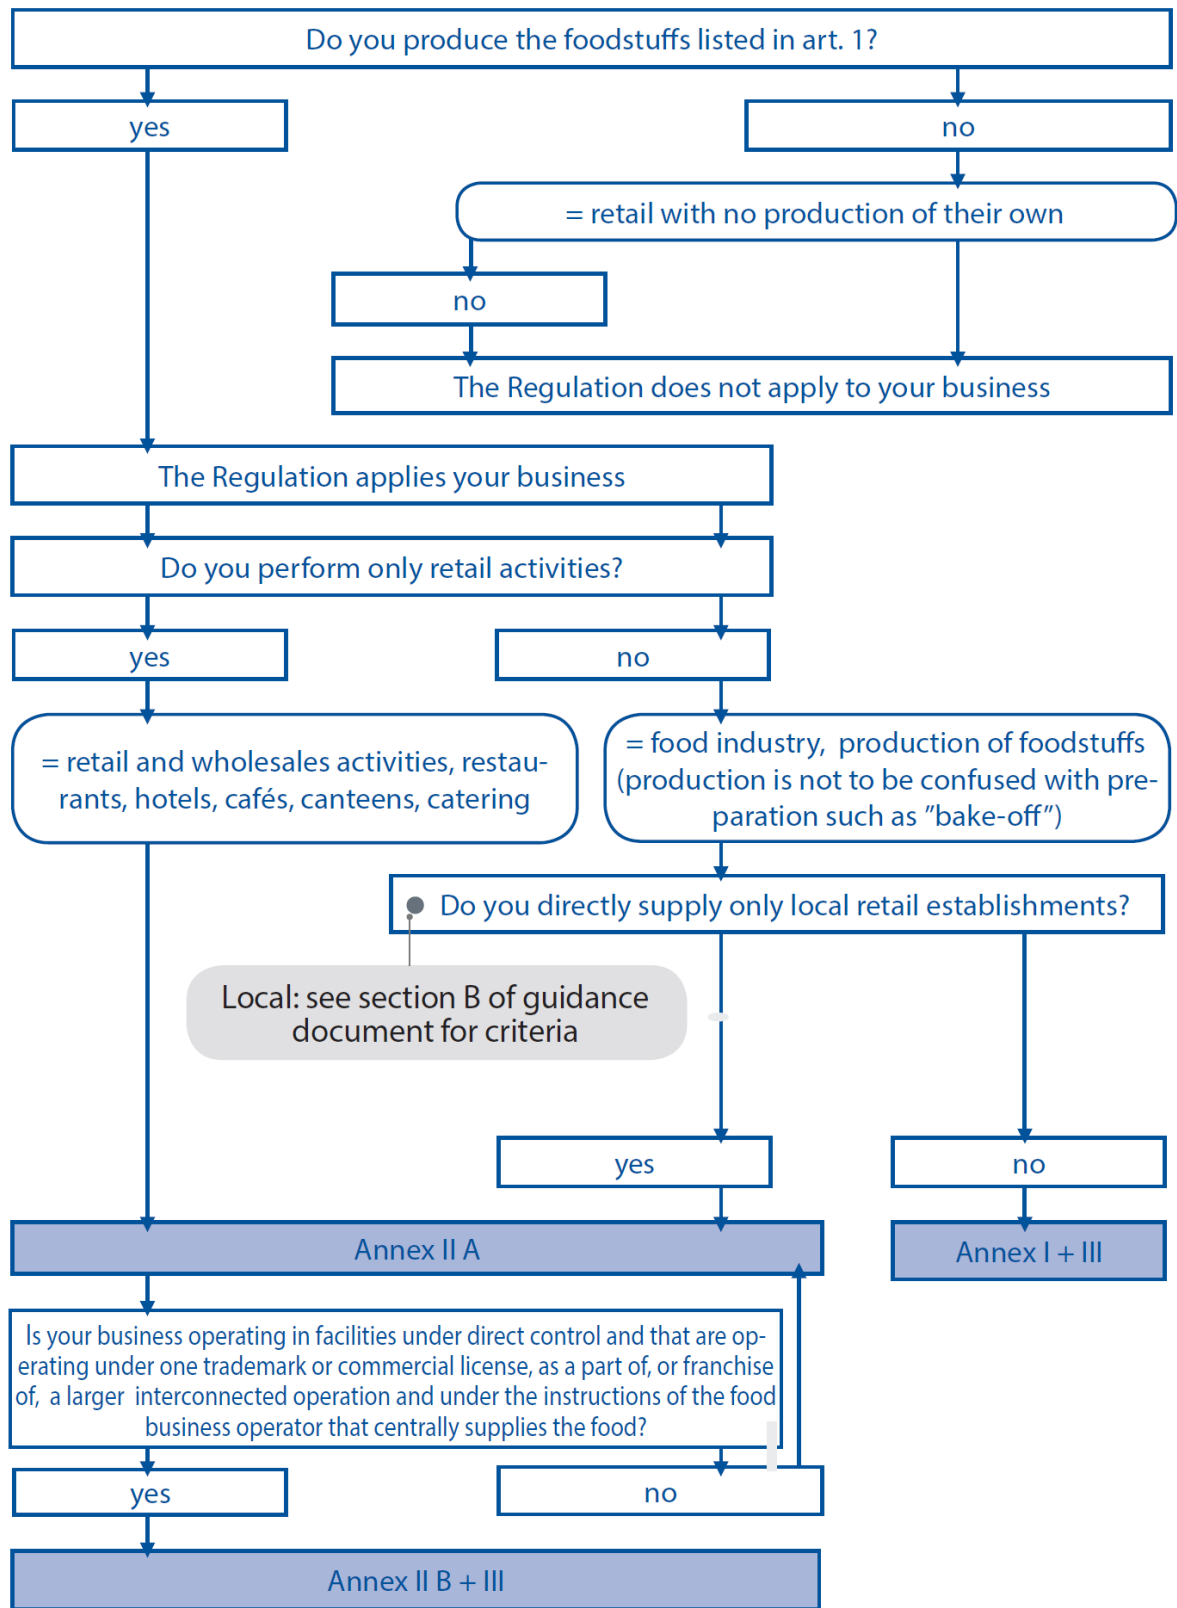 Do you produce the foodstuffs listed in art. 1?
yes
no
= retail with no production of their own
no
The Regulation does not apply to your business
The Regulation applies your business
Do you perform only retail activities?
yes
no
= retail and wholesales activities, restau-
rants, hotels, cafés, canteens, catering
= food industry, production of foodstuffs
(production is not to be confused with pre-
paration such as ”bake-off”)
Do you directly supply only local retail establishments?
Local: see section B of guidance
document for criteria
yes
no
Annex II A
Annex I + III
Is your business operating in facilities under direct control and that are op-
erating under one trademark or commercial license, as a part of, or franchise
of, a larger interconnected operation and under the instructions of the food
business operator that centrally supplies the food?
yes
no
Annex II B + III